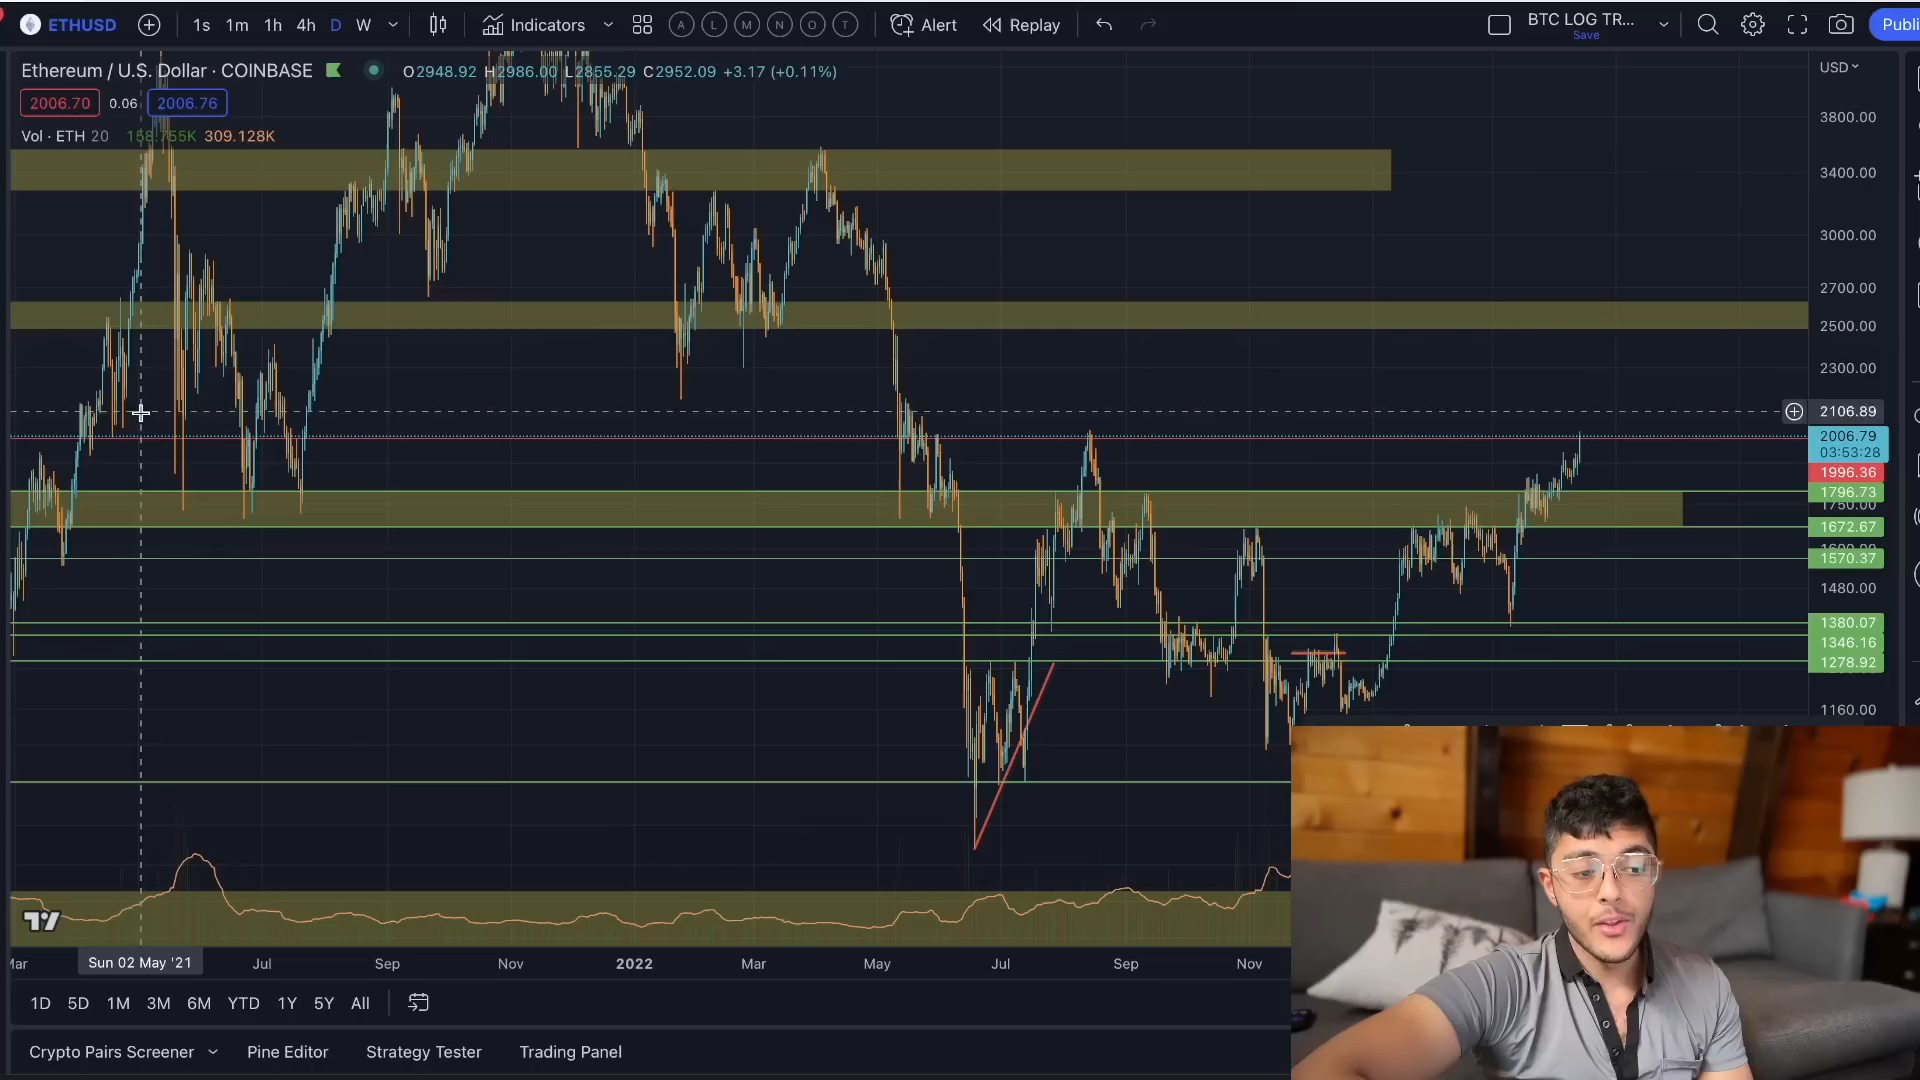 ETHUSD 1s 1m 1h 4h D W Indicators A L M N O T Alert Replay BTC LOG TR... Save Publi
Ethereum / U.S. Dollar · COINBASE O2948.92 H2986.00 L2855.29 C2952.09 +3.17 (+0.11%) USD
2006.70 0.06 2006.76
Vol · ETH 20 158.755K 309.128K
3800.00
3400.00
3000.00
2700.00
2500.00
2300.00
2106.89
2006.79
03:53:28
1996.36
1796.73
1750.00
1672.67
1570.37
1480.00
1380.07
1346.16
1278.92
1160.00
Mar Sun 02 May '21 Jul Sep Nov 2022 Mar May Jul Sep Nov
1D 5D 1M 3M 6M YTD 1Y 5Y All
Crypto Pairs Screener Pine Editor Strategy Tester Trading Panel